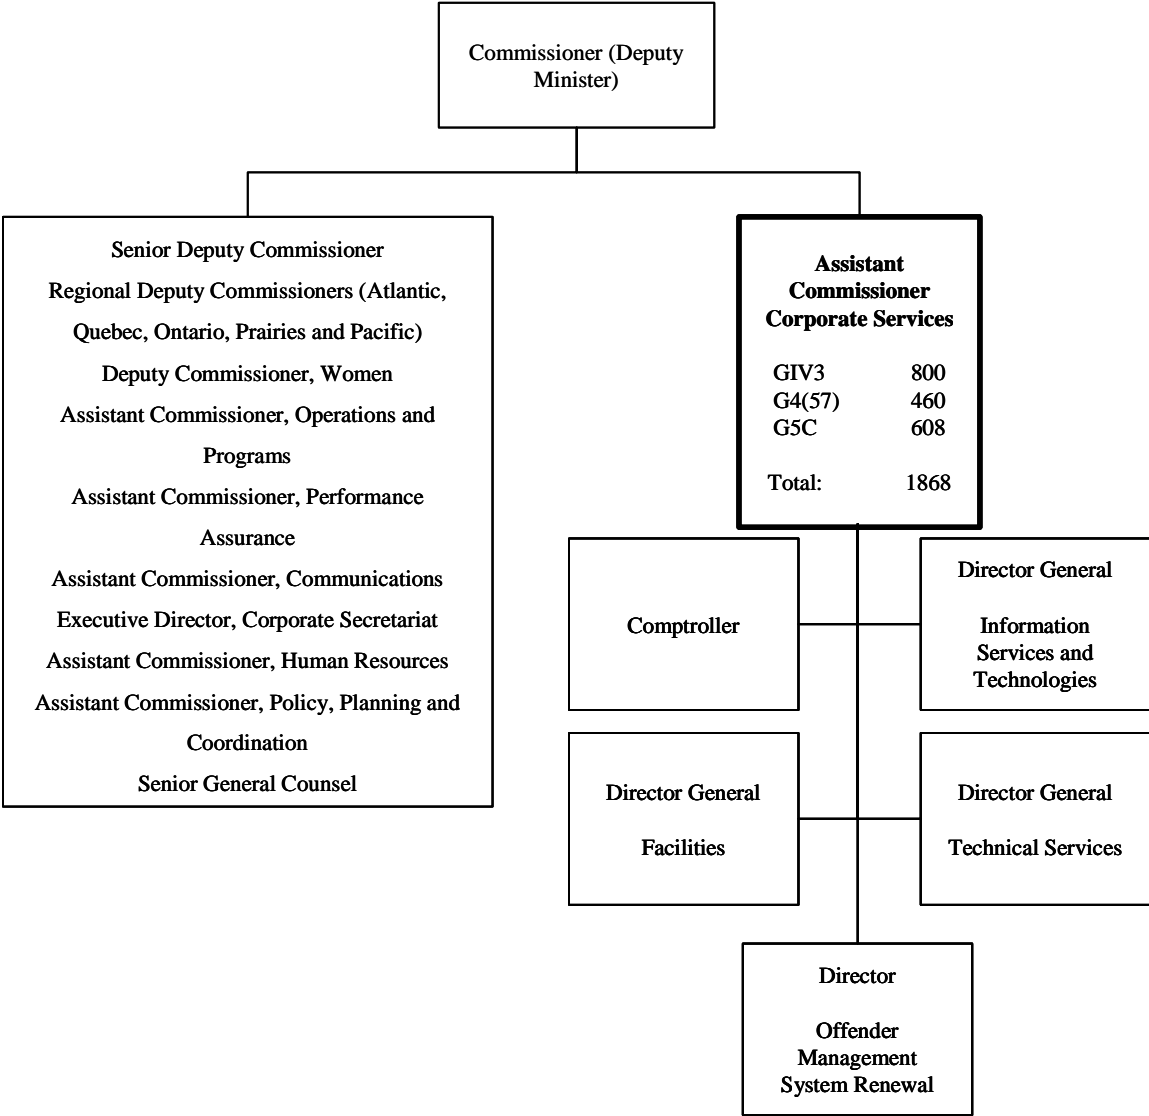 Commissioner (Deputy
Minister)
Senior Deputy Commissioner
Regional Deputy Commissioners (Atlantic,
Quebec, Ontario, Prairies and Pacific)
Deputy Commissioner, Women
Assistant Commissioner, Operations and
Programs
Assistant Commissioner, Performance
Assurance
Assistant Commissioner, Communications
Executive Director, Corporate Secretariat
Assistant Commissioner, Human Resources
Assistant Commissioner, Policy, Planning and
Coordination
Senior General Counsel
Assistant
Commissioner
Corporate Services
GIV3 800
G4(57) 460
G5C 608
Total: 1868
Comptroller
Director General
Information
Services and
Technologies
Director General
Facilities
Director General
Technical Services
Director
Offender
Management
System Renewal